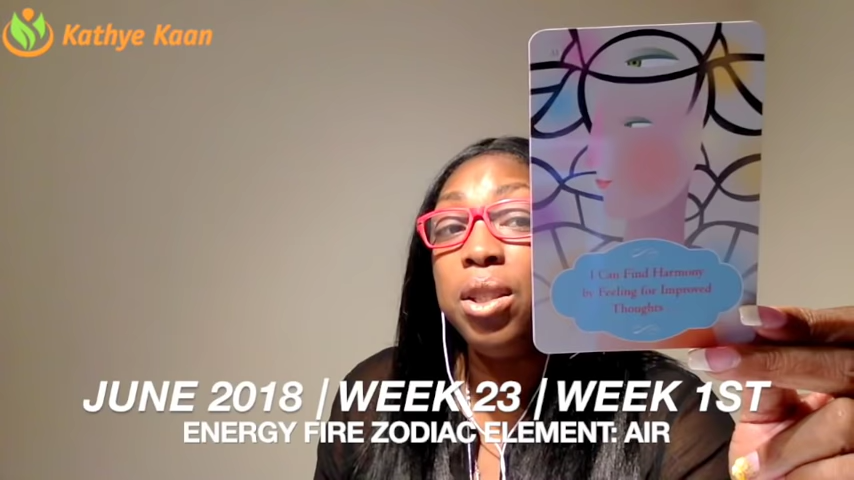 Kathye Kaan
I Can Find Harmony
by Feeling for Improved
Thoughts
JUNE 2018 | WEEK 23 | WEEK 1ST
ENERGY FIRE ZODIAC ELEMENT: AIR